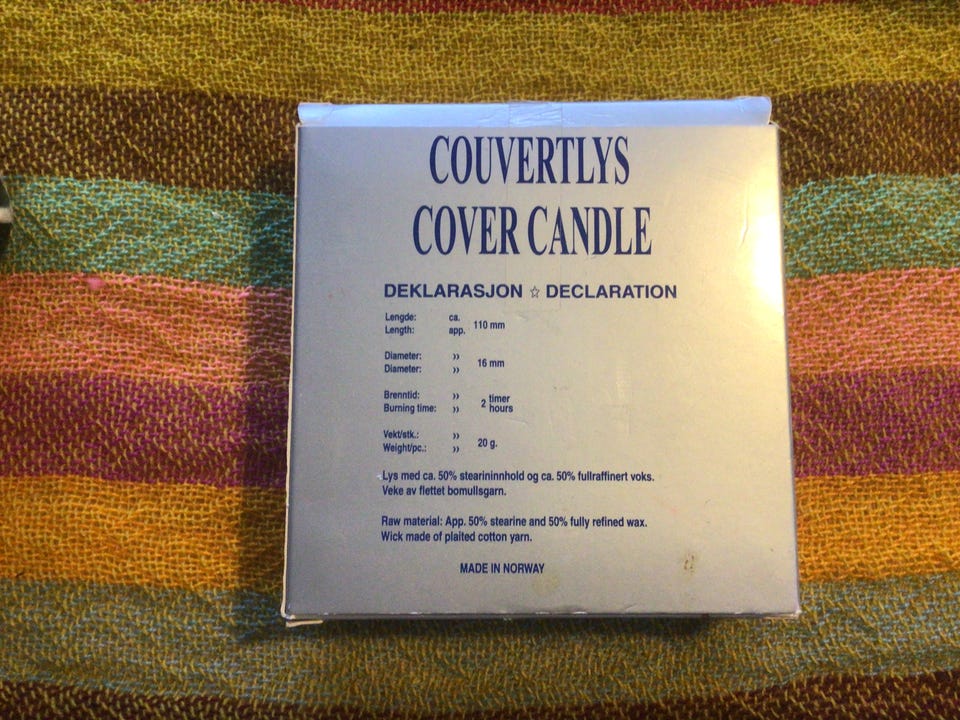 COUVERTLYS
COVER CANDLE
DEKLARASJON ☆ DECLARATION
Lengde: ca.
Length: app. 110 mm
Diameter: »
Diameter: » 16 mm
Brenntid: » timer
Burning time: » 2 hours
Vekt/stk.: »
Weight/pc.: » 20 g.
Lys med ca. 50% stearininnhold og ca. 50% fullraffinert voks.
Veke av flettet bomullsgarn.
Raw material: App. 50% stearine and 50% fully refined wax.
Wick made of plaited cotton yarn.
MADE IN NORWAY